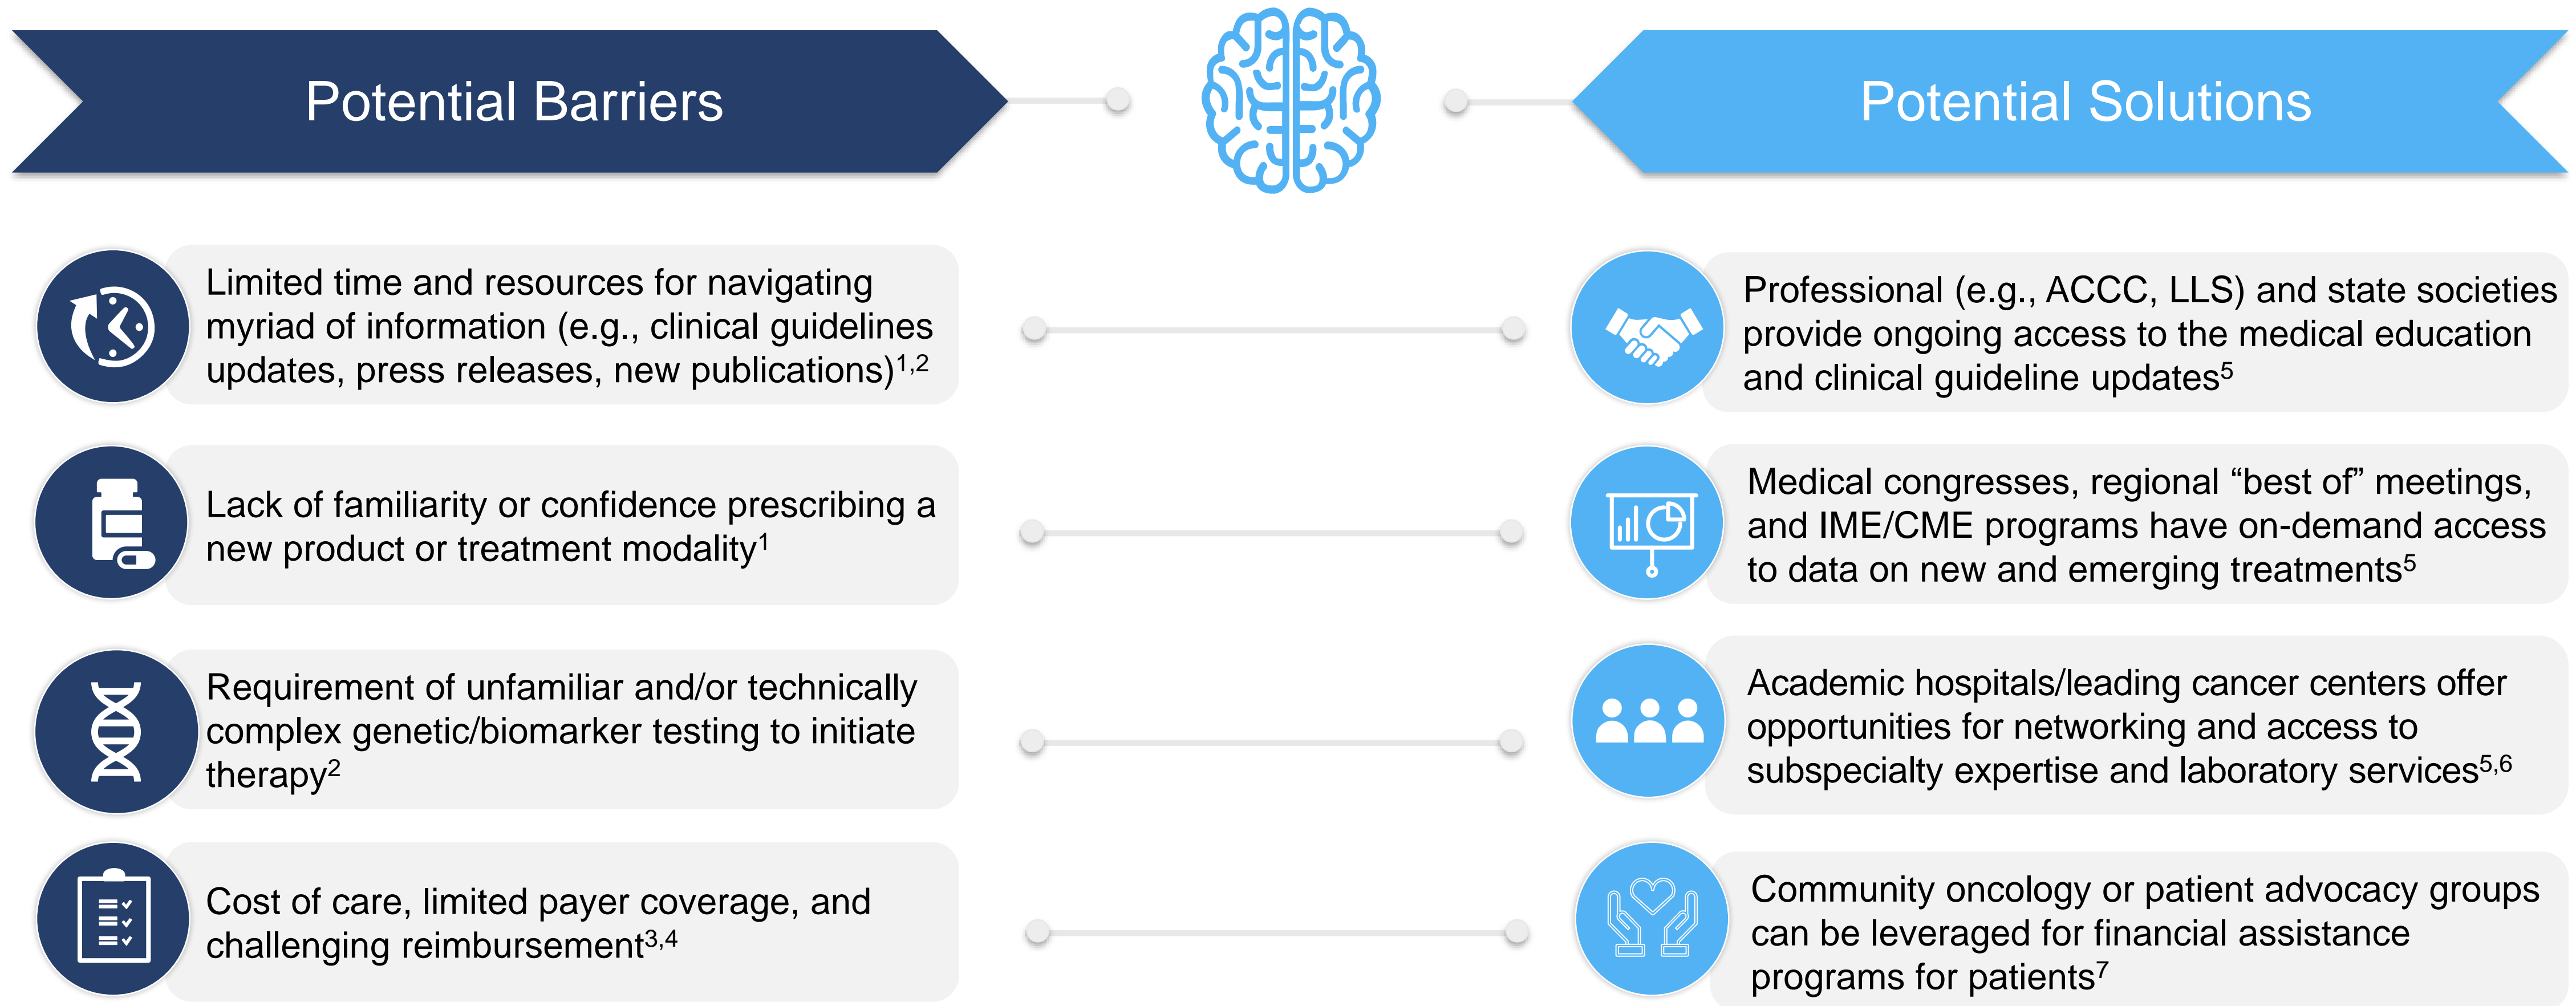 Potential Barriers
Potential Solutions
Limited time and resources for navigating
myriad of information (e.g., clinical guidelines
updates, press releases, new publications)1,2
Professional (e.g., ACCC, LLS) and state societies
provide ongoing access to the medical education
and clinical guideline updates5
Lack of familiarity or confidence prescribing a
new product or treatment modality1
Medical congresses, regional “best of” meetings,
and IME/CME programs have on-demand access
to data on new and emerging treatments5
Requirement of unfamiliar and/or technically
complex genetic/biomarker testing to initiate
therapy2
Academic hospitals/leading cancer centers offer
opportunities for networking and access to
subspecialty expertise and laboratory services5,6
Cost of care, limited payer coverage, and
challenging reimbursement3,4
Community oncology or patient advocacy groups
can be leveraged for financial assistance
programs for patients7